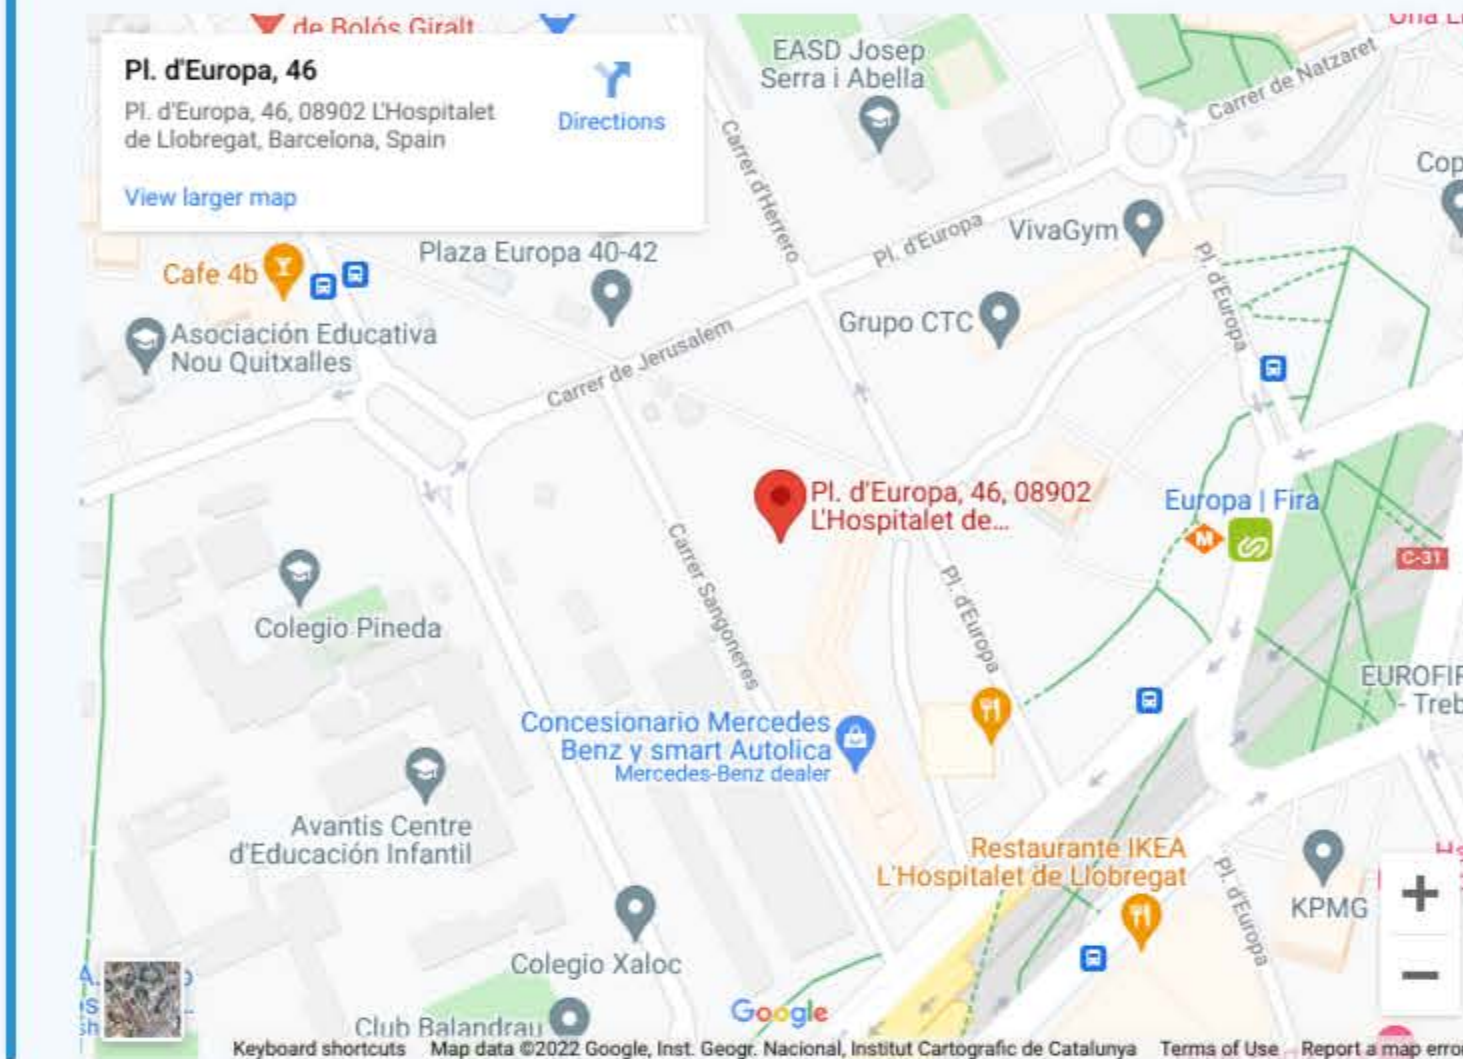 de Bolós Giralt
Pl. d'Europa, 46
Pl. d'Europa, 46, 08902 L'Hospitalet
de Llobregat, Barcelona, Spain
Directions
View larger map
EASD Josep
Serra i Abella
Carrer de Natzaret
Carrer d'Herrero
Pl. d'Europa
VivaGym
Plaza Europa 40-42
Cafe 4b
Pl. d'Europa
Grupo CTC
Asociación Educativa
Nou Quitxalles
Carrer de Jerusalem
Pl. d'Europa, 46, 08902
L'Hospitalet de...
Europa | Fira
M
C-31
Carrer Sangoneres
Pl. d'Europa
Colegio Pineda
Concesionario Mercedes
Benz y smart Autolica
Mercedes-Benz dealer
Avantis Centre
d'Educación Infantil
Restaurante IKEA
L'Hospitalet de Llobregat
Pl. d'Europa
KPMG
Colegio Xaloc
Club Balandrau
Google
Keyboard shortcuts Map data ©2022 Google, Inst. Geogr. Nacional, Institut Cartografic de Catalunya Terms of Use Report a map error